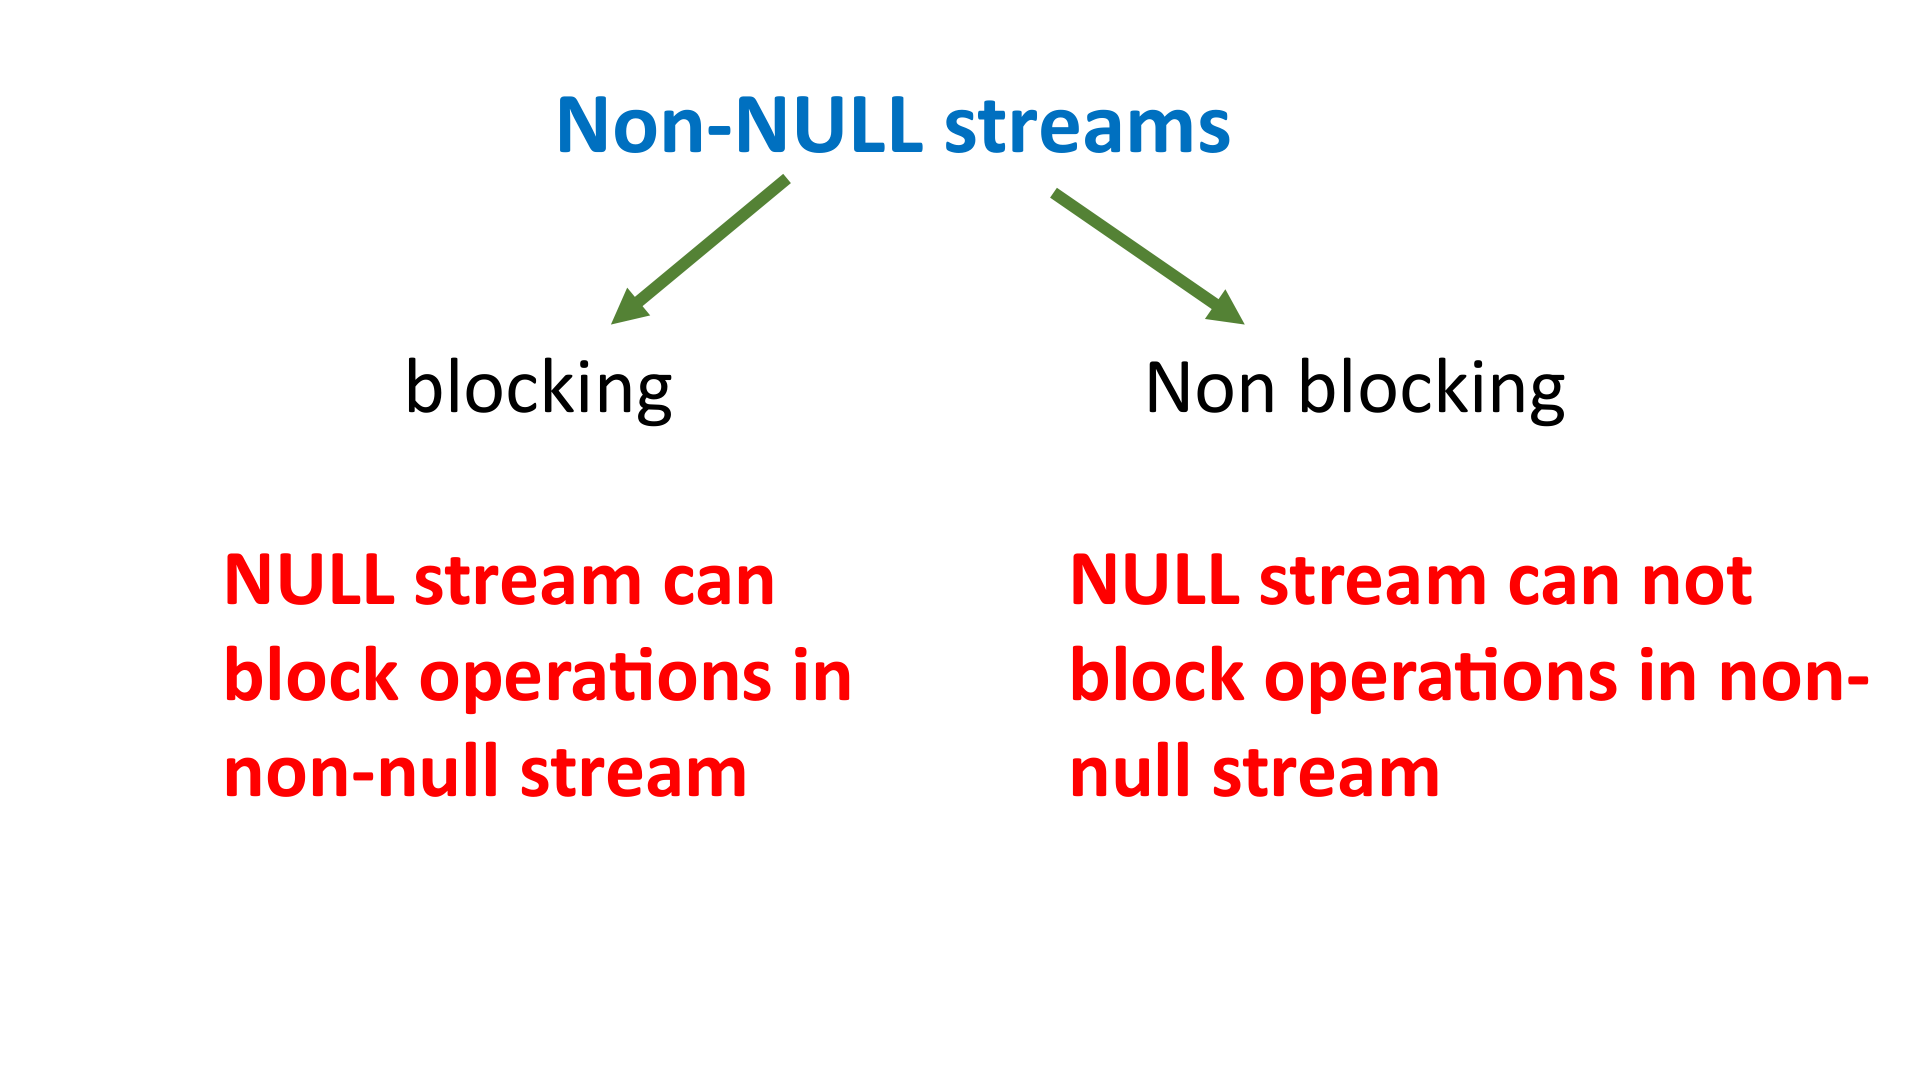 Non-NULL streams
blocking
Non blocking
NULL stream can
block operations in
non-null stream
NULL stream can not
block operations in non-
null stream